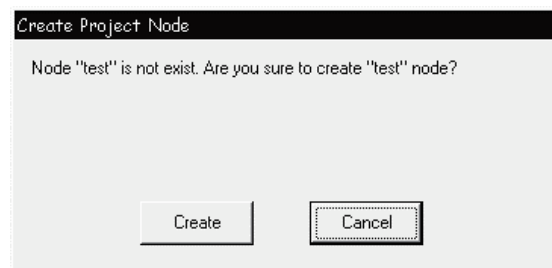 Create Project Node
Node "test" is not exist. Are you sure to create "test" node?
Create
Cancel